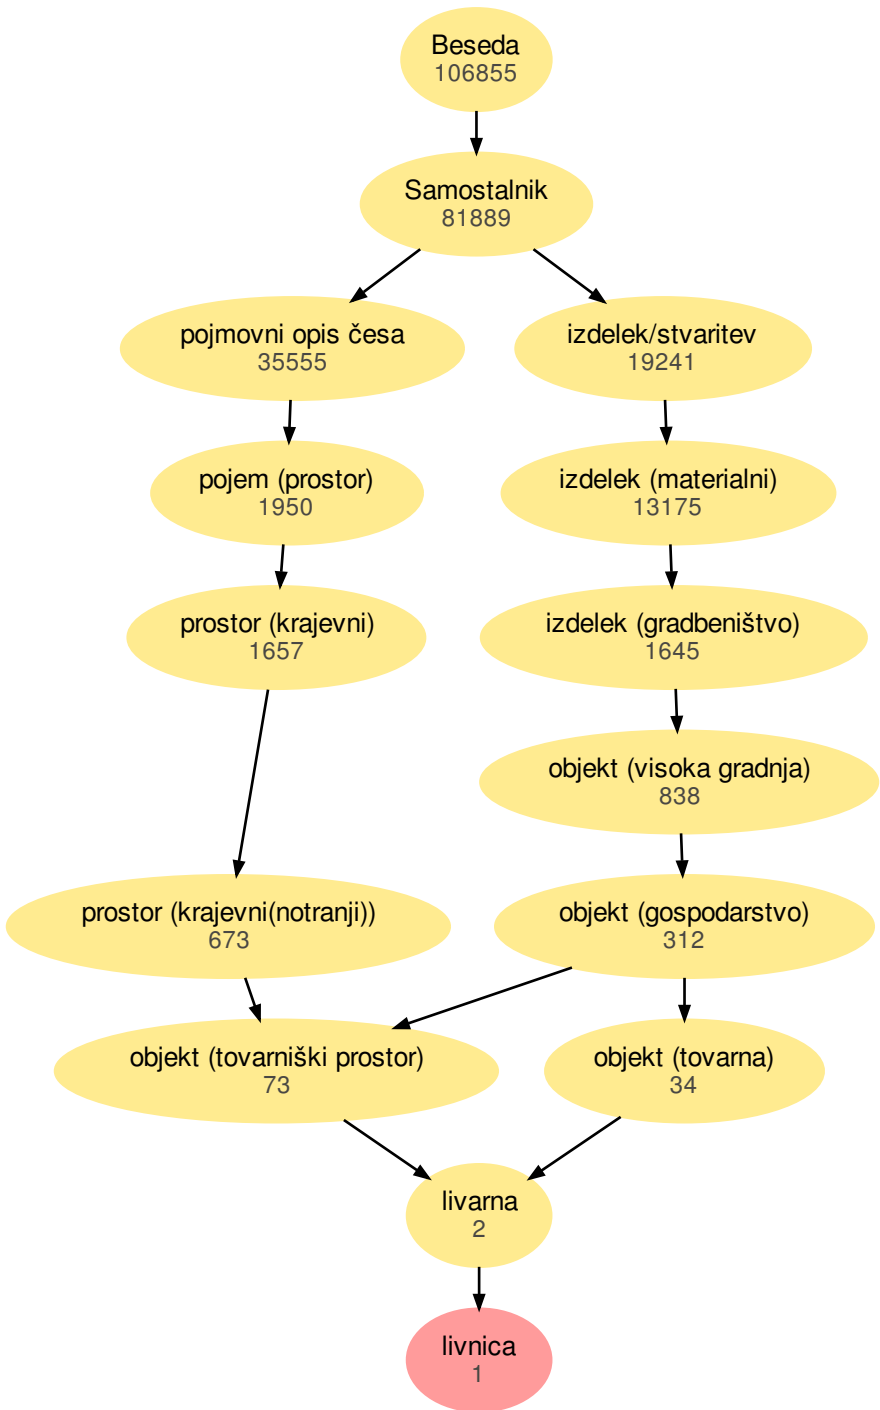 Beseda
106855
Samostalnik
81889
pojmovni opis česa
35555
izdelek/stvaritev
19241
pojem (prostor)
1950
izdelek (materialni)
13175
prostor (krajevni)
1657
izdelek (gradbeništvo)
1645
objekt (visoka gradnja)
838
prostor (krajevni(notranji))
673
objekt (gospodarstvo)
312
objekt (tovarniški prostor)
73
objekt (tovarna)
34
livarna
2
livnica
1